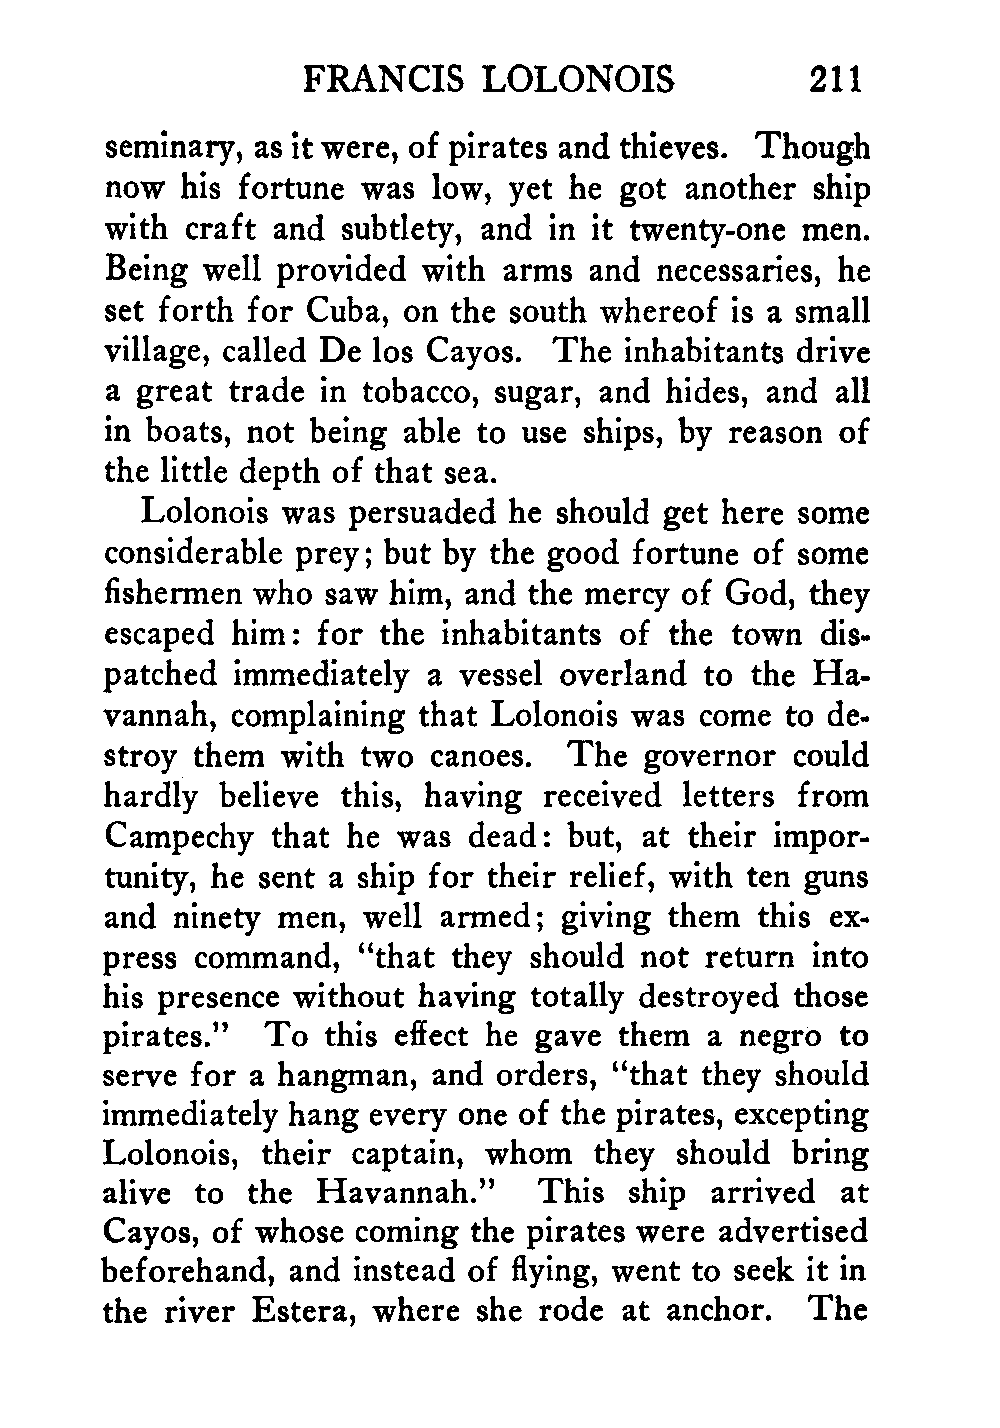 FRANCIS LOLONOIS 211
seminary, as it were, of pirates and thieves. Though
now his fortune was low, yet he got another ship
with craft and subtlety, and in it twenty-one men.
Being well provided with arms and necessaries, he
set forth for Cuba, on the south whereof is a small
village, called De los Cayos. The inhabitants drive
a great trade in tobacco, sugar, and hides, and all
in boats, not being able to use ships, by reason of
the little depth of that sea.
Lolonois was persuaded he should get here some
considerable prey; but by the good fortune of some
fishermen who saw him, and the mercy of God, they
escaped him: for the inhabitants of the town dis-
patched immediately a vessel overland to the Ha-
vannah, complaining that Lolonois was come to de-
stroy them with two canoes. The governor could
hardly believe this, having received letters from
Campechy that he was dead: but, at their impor-
tunity, he sent a ship for their relief, with ten guns
and ninety men, well armed; giving them this ex-
press command, "that they should not return into
his presence without having totally destroyed those
pirates." To this effect he gave them a negro to
serve for a hangman, and orders, "that they should
immediately hang every one of the pirates, excepting
Lolonois, their captain, whom they should bring
alive to the Havannah." This ship arrived at
Cayos, of whose coming the pirates were advertised
beforehand, and instead of flying, went to seek it in
the river Estera, where she rode at anchor. The